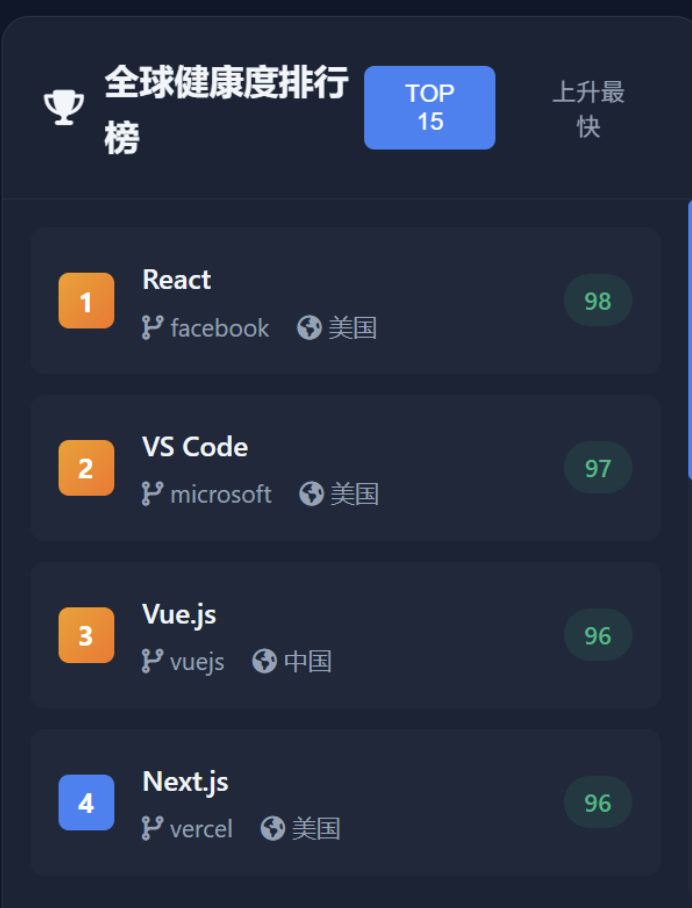 全球健康度排行
榜
TOP
15
上升最
快
1
React
facebook 美国
98
2
VS Code
microsoft 美国
97
3
Vue.js
vuejs 中国
96
4
Next.js
vercel 美国
96